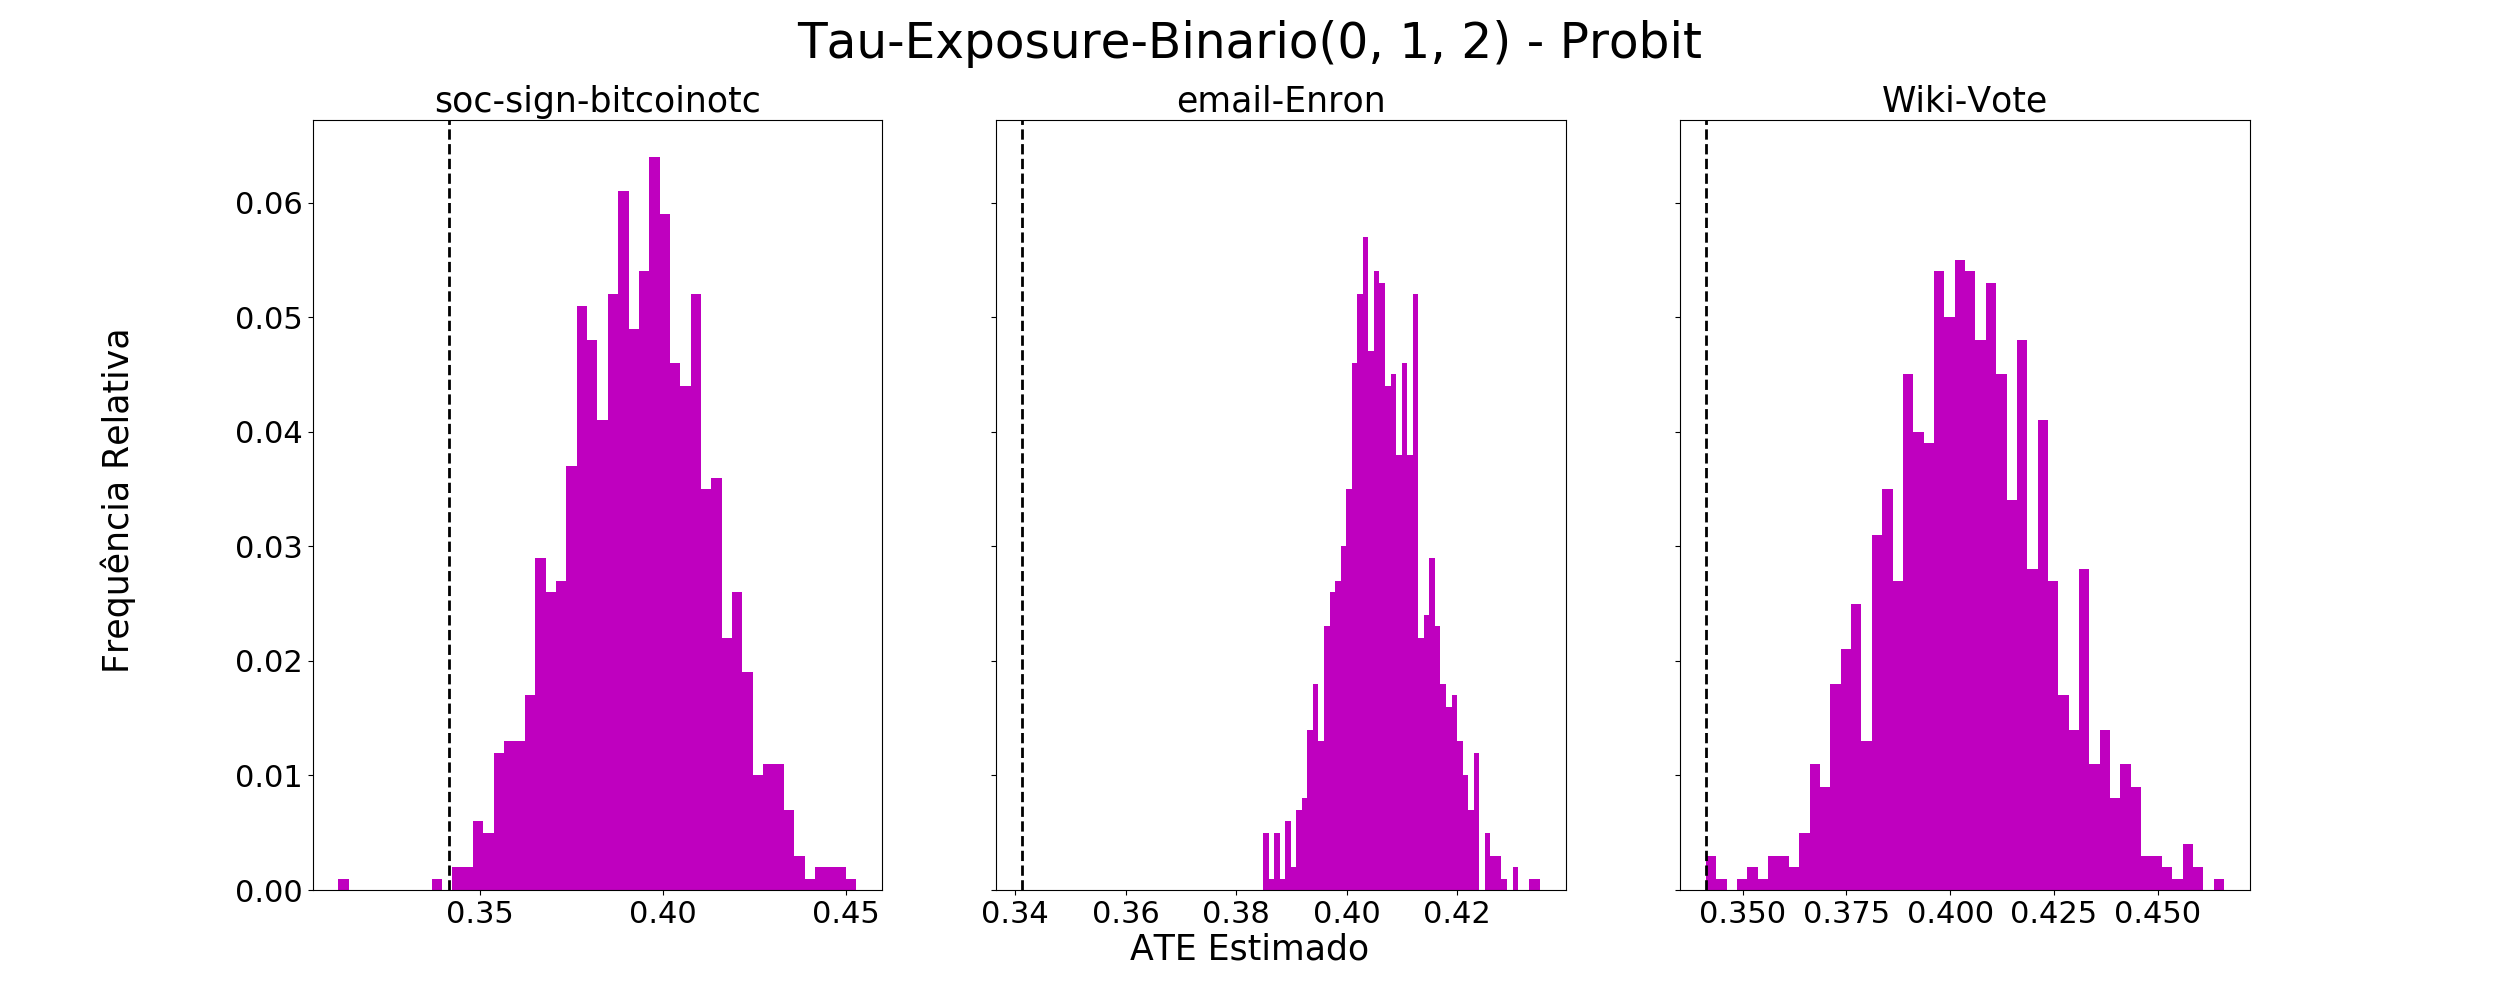 Tau-Exposure-Binario(0, 1, 2) - Probit
soc-sign-bitcoinotc
email-Enron
Wiki-Vote
Frequência Relativa
0.06
0.05
0.04
0.03
0.02
0.01
0.00
0.35 0.40 0.45
0.34 0.36 0.38 0.40 0.42
0.350 0.375 0.400 0.425 0.450
ATE Estimado